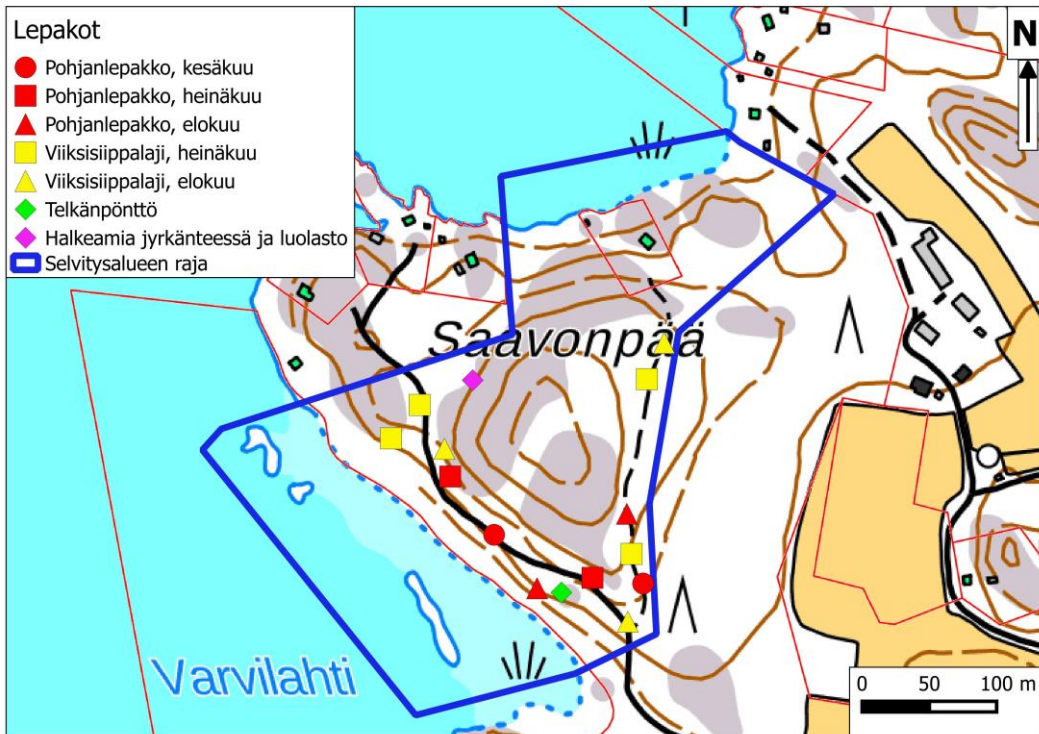 Lepakot
Pohjanlepakko, kesäkuu
Pohjanlepakko, heinäkuu
Pohjanlepakko, elokuu
Viiksisiippalaji, heinäkuu
Viiksisiippalaji, elokuu
Telkänpönttö
Halkeamia jyrkänteessä ja luolasto
Selvitysalueen raja
N
Saavonpää
Varvilahti
0 50 100 m